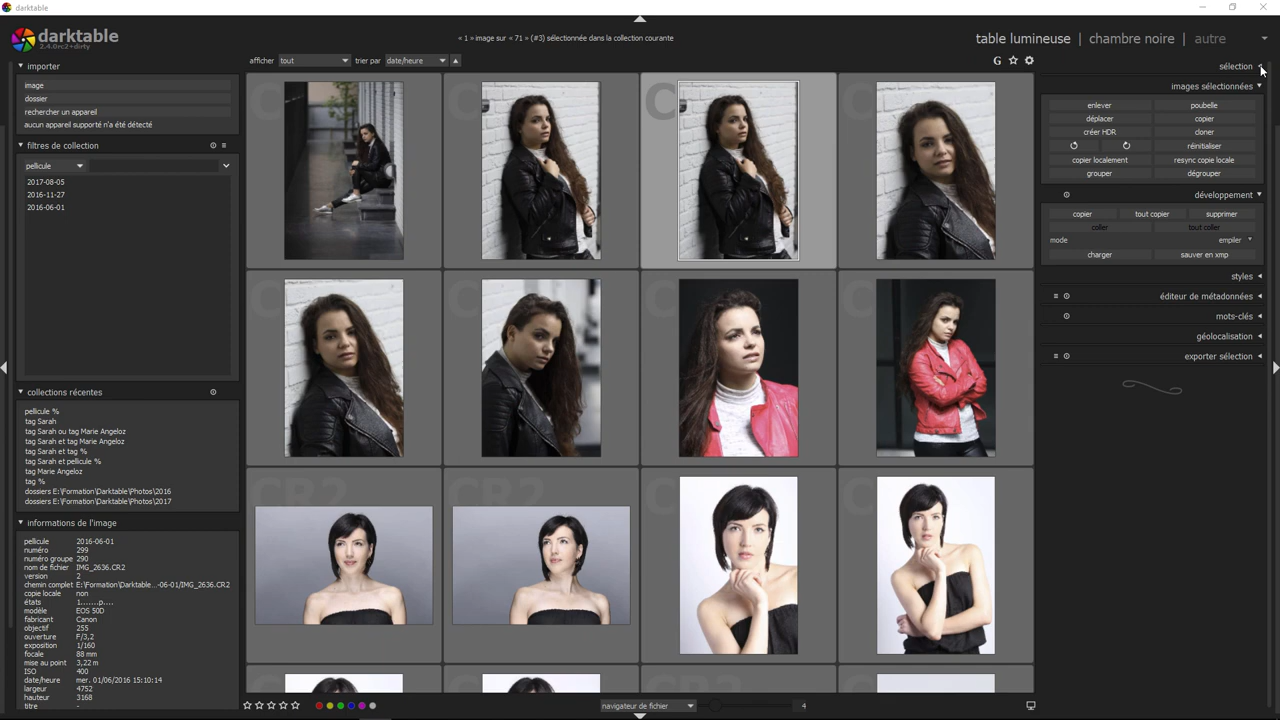 darktable
darktable
2.4.0rc2+dirty
« 1 » image sur « 71 » (#3) sélectionnée dans la collection courante
table lumineuse | chambre noire | autre
importer
image
dossier
rechercher un appareil
aucun appareil supporté n'a été détecté
filtres de collection
pellicule
2017-08-05
2016-11-27
2016-06-01
collections récentes
pellicule %
tag Sarah
tag Sarah ou tag Marie Angeloz
tag Sarah et tag Marie Angeloz
tag Sarah et tag %
tag Sarah et pellicule %
tag Marie Angeloz
tag %
dossiers E:\Formation\Darktable\Photos\2016
dossiers E:\Formation\Darktable\Photos\2017
informations de l'image
pellicule 2016-06-01
numéro 299
numéro groupe 290
nom de fichier IMG_2636.CR2
version 2
chemin complet E:\Formation\Darktable...-06-01/IMG_2636.CR2
copie locale non
états 1.......p....
modèle EOS 50D
fabricant Canon
objectif 255
ouverture F/3,2
exposition 1/160
focale 88 mm
mise au point 3,22 m
ISO 400
date/heure mer. 01/06/2016 15:10:14
largeur 4752
hauteur 3168
titre -
afficher tout trier par date/heure
G
CR2 CR2
navigateur de fichier 4
sélection
images sélectionnées
enlever poubelle
déplacer copier
créer HDR cloner
réinitialiser
copier localement resync copie locale
grouper dégrouper
développement
copier tout copier supprimer
coller tout coller
mode empiler
charger sauver en xmp
styles
éditeur de métadonnées
mots-clés
géolocalisation
exporter sélection